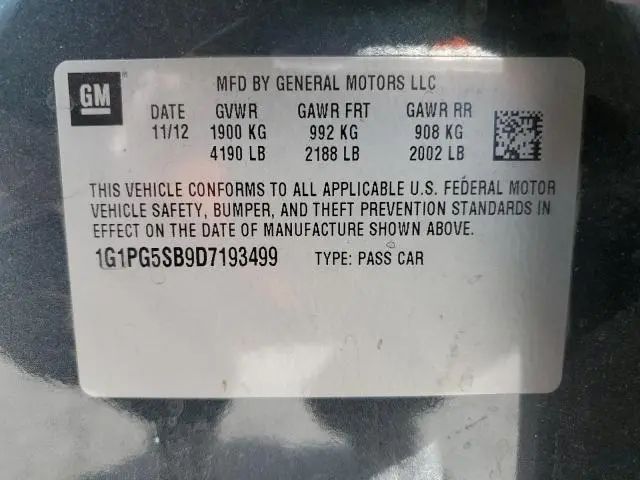 GM
MFD BY GENERAL MOTORS LLC
DATE GVWR GAWR FRT GAWR RR
11/12 1900 KG 992 KG 908 KG
4190 LB 2188 LB 2002 LB
THIS VEHICLE CONFORMS TO ALL APPLICABLE U.S. FEDERAL MOTOR
VEHICLE SAFETY, BUMPER, AND THEFT PREVENTION STANDARDS IN
EFFECT ON THE DATE OF MANUFACTURE SHOWN ABOVE.
1G1PG5SB9D7193499 TYPE: PASS CAR